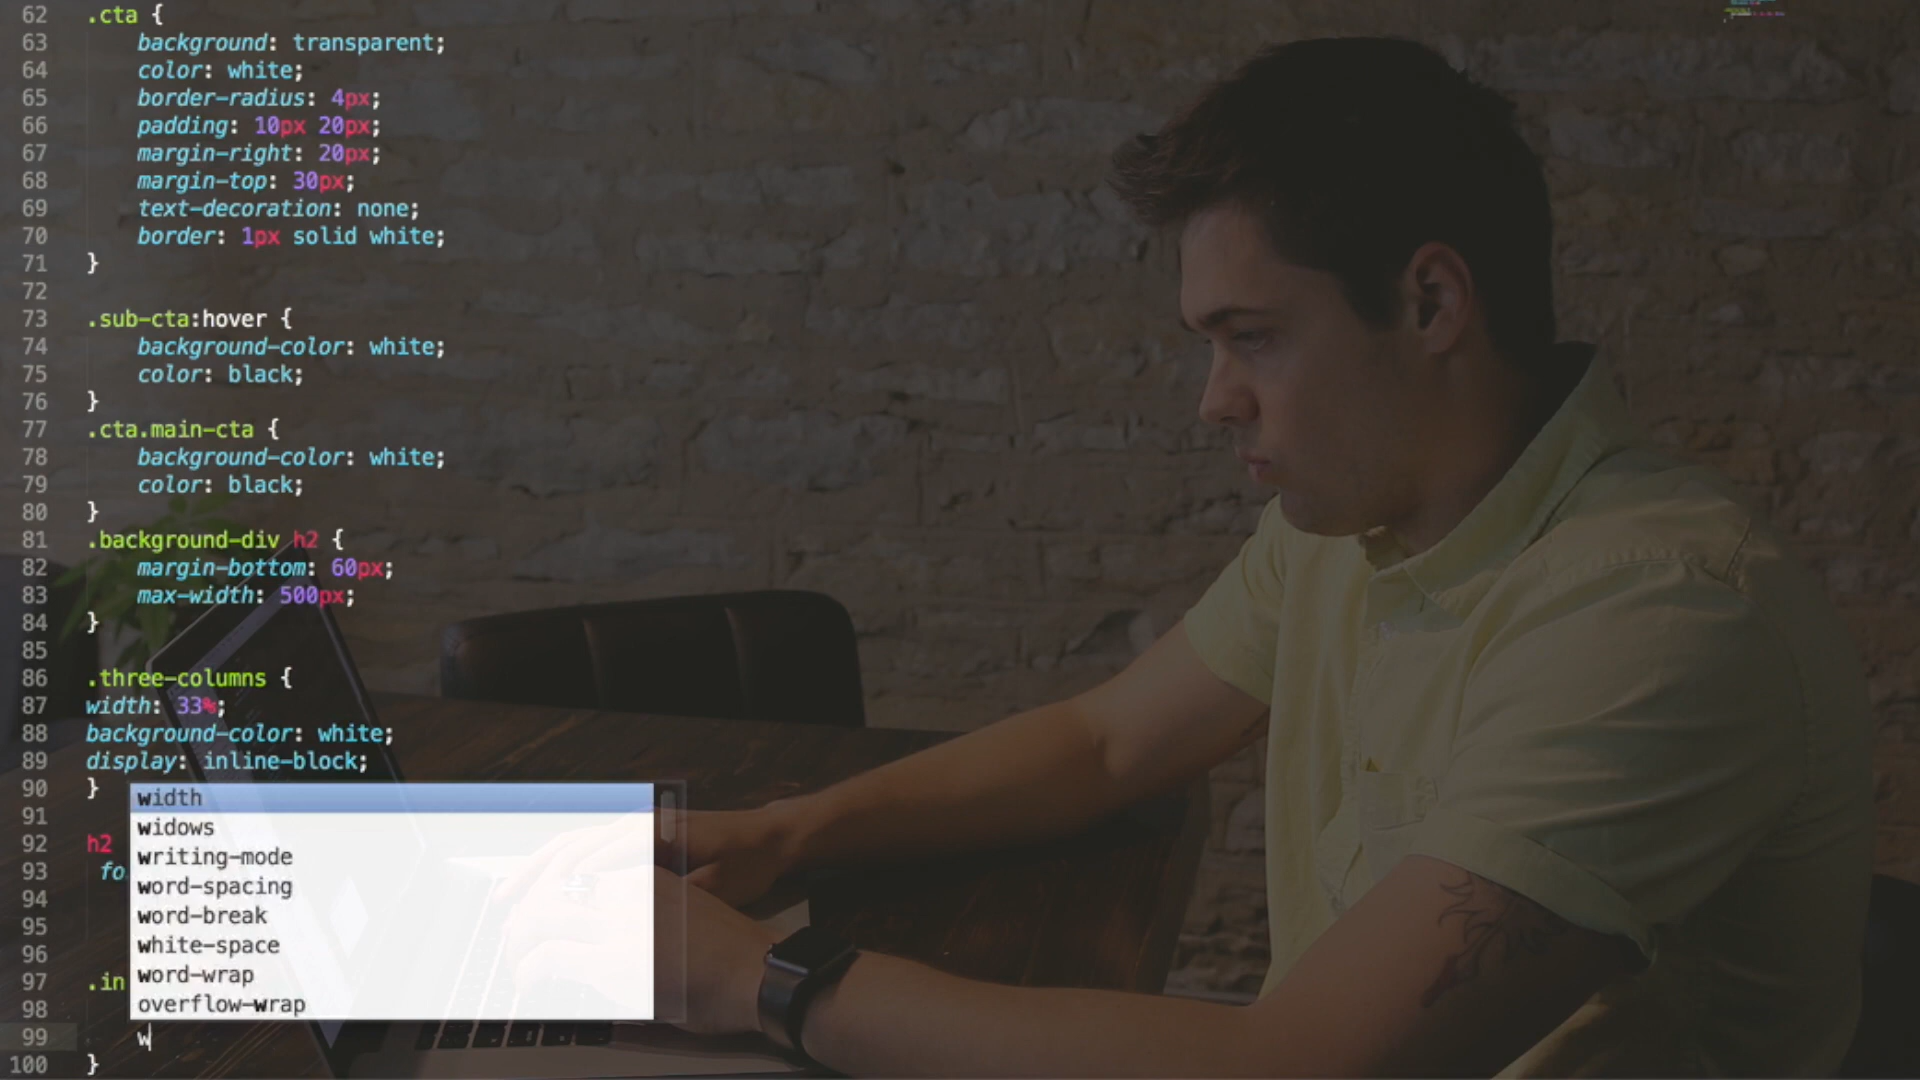 62 .cta {
63 background: transparent;
64 color: white;
65 border-radius: 4px;
66 padding: 10px 20px;
67 margin-right: 20px;
68 margin-top: 30px;
69 text-decoration: none;
70 border: 1px solid white;
71 }
72
73 .sub-cta:hover {
74 background-color: white;
75 color: black;
76 }
77 .cta.main-cta {
78 background-color: white;
79 color: black;
80 }
81 .background-div h2 {
82 margin-bottom: 60px;
83 max-width: 500px;
84 }
85
86 .three-columns {
87 width: 33%;
88 background-color: white;
89 display: inline-block;
90 }
width
91
widows
92 h2
writing-mode
93 fo
word-spacing
94
word-break
95
white-space
96
word-wrap
97 .in
overflow-wrap
98
99 w
100 }